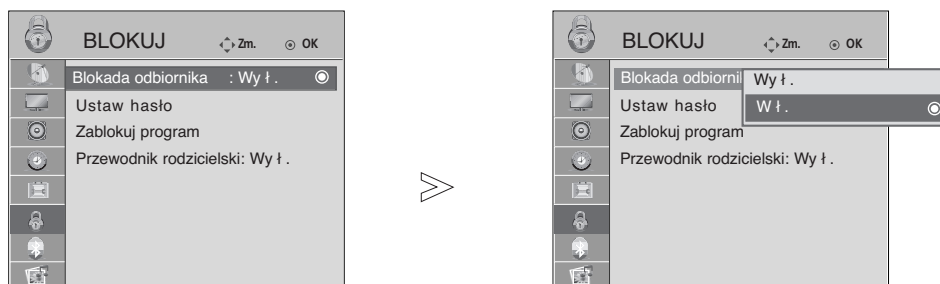 BLOKUJ Zm. OK
Blokada odbiornika : Wy ł .
Ustaw hasło
Zablokuj program
Przewodnik rodzicielski: Wy ł .
BLOKUJ Zm. OK
Blokada odbiornil
Wy ł .
Ustaw hasło
W ł .
Zablokuj program
Przewodnik rodzicielski: Wy ł .